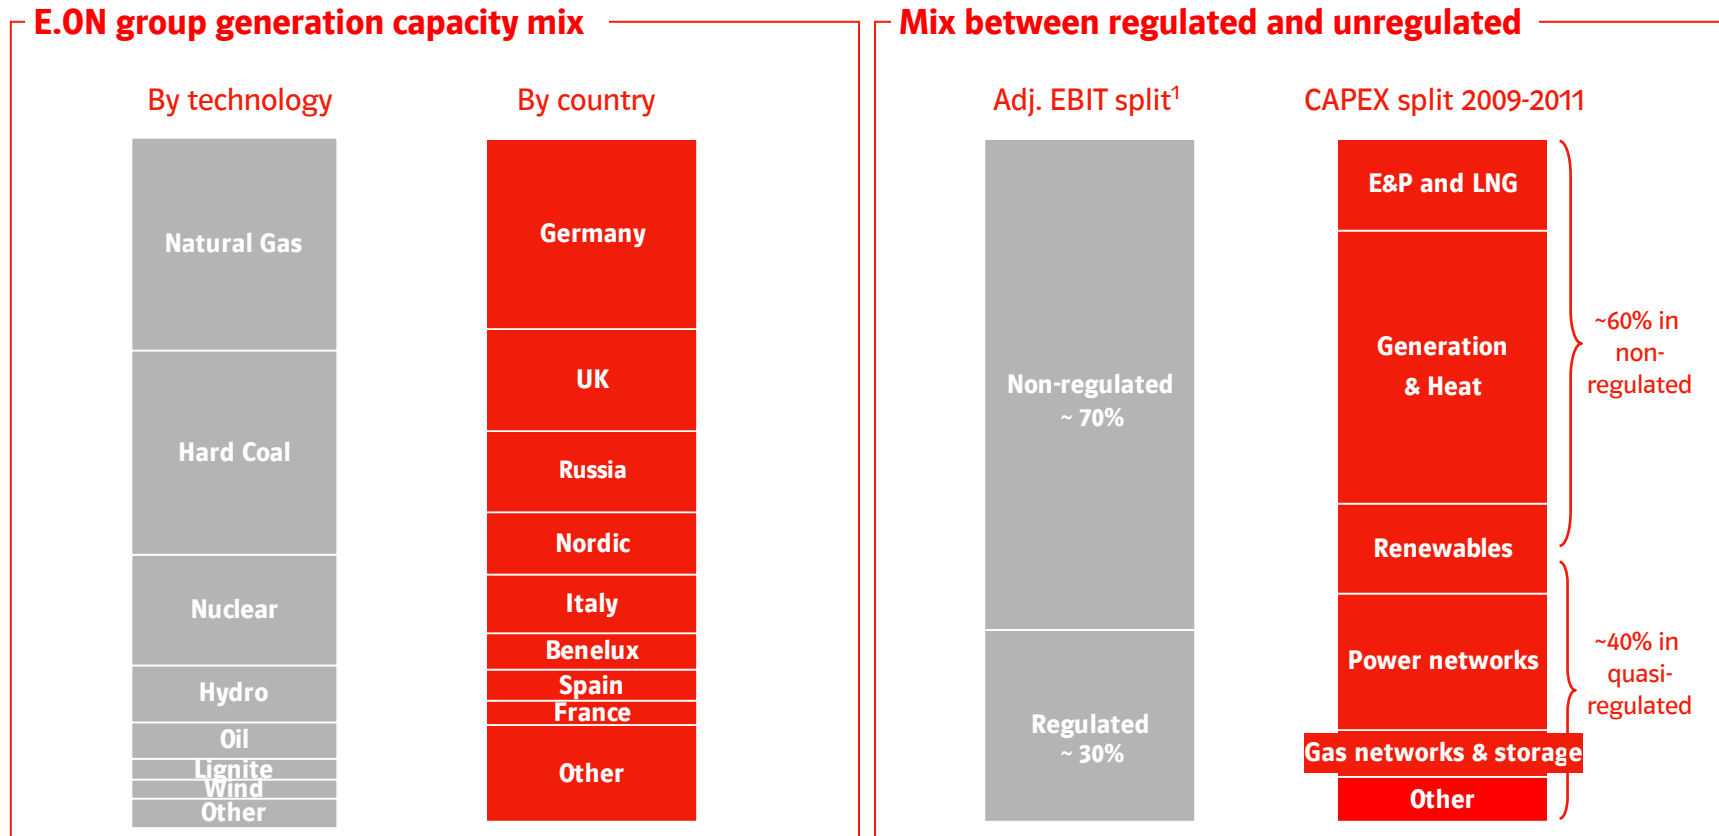 E.ON group generation capacity mix
By technology
By country
Natural Gas
Hard Coal
Nuclear
Hydro
Oil
Lignite
Wind
Other
Germany
UK
Russia
Nordic
Italy
Benelux
Spain
France
Other
Mix between regulated and unregulated
Adj. EBIT split¹
CAPEX split 2009-2011
Non-regulated
~ 70%
Regulated
~ 30%
E&P and LNG
Generation
& Heat
Renewables
Power networks
Gas networks & storage
Other
~60% in
non-
regulated
~40% in
quasi-
regulated